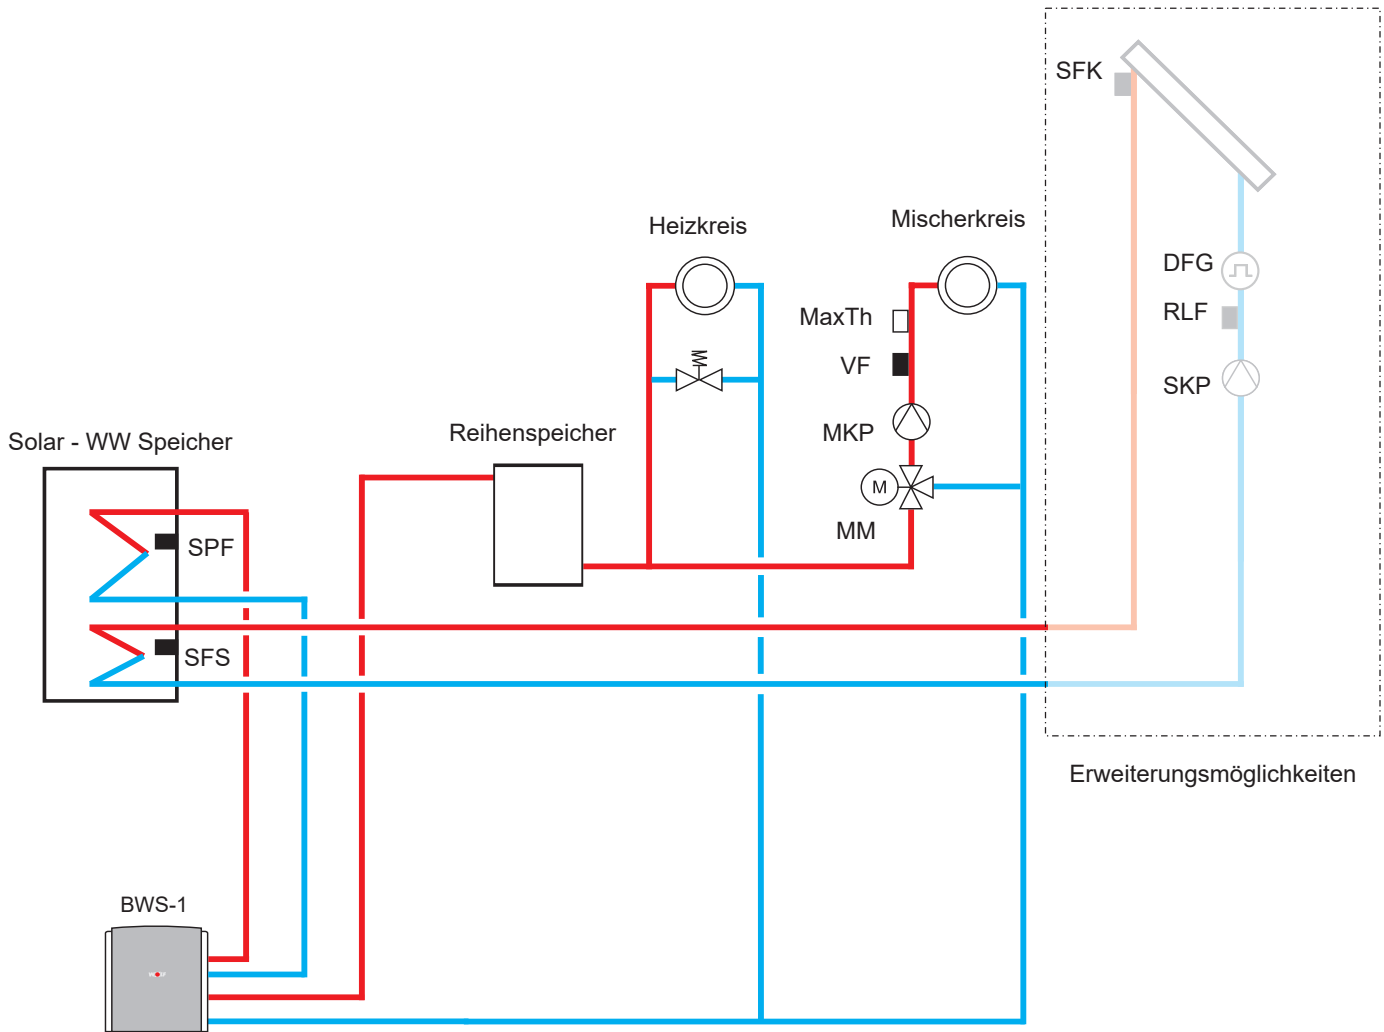 SFK
Heizkreis
Mischerkreis
DFG
MaxTh
RLF
VF
SKP
MKP
Reihenspeicher
Solar - WW Speicher
M
MM
SPF
SFS
Erweiterungsmöglichkeiten
BWS-1